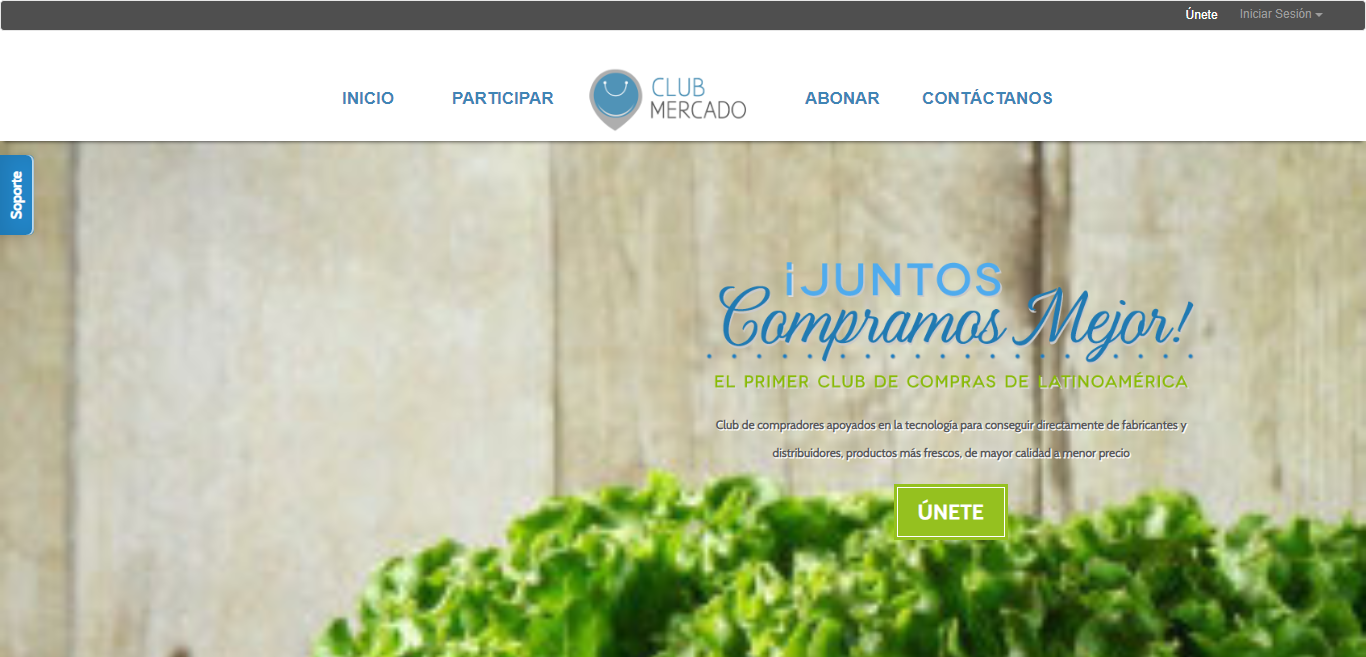 Únete
Iniciar Sesión
INICIO
PARTICIPAR
CLUB
MERCADO
ABONAR
CONTÁCTANOS
Soporte
¡JUNTOS
Compramos Mejor!
EL PRIMER CLUB DE COMPRAS DE LATINOAMÉRICA
Club de compradores apoyados en la tecnología para conseguir directamente de fabricantes y
distribuidores, productos más frescos, de mayor calidad a menor precio
ÚNETE